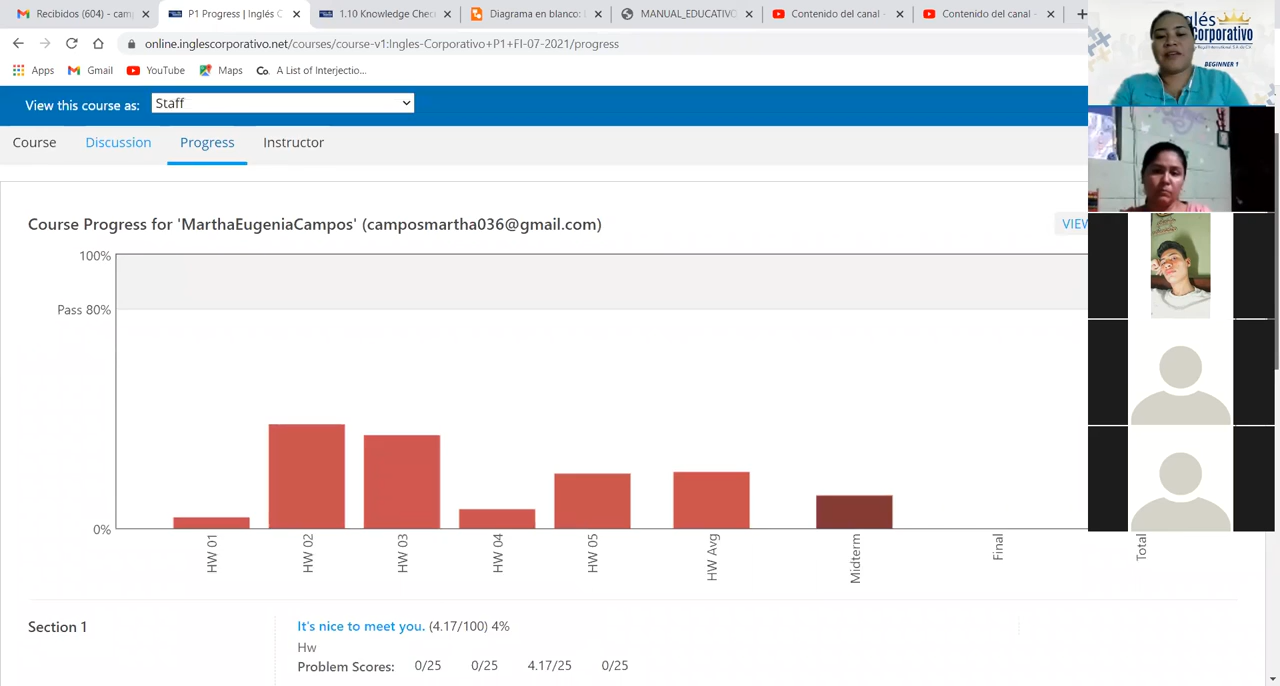 Recibidos (604) - cam
P1 Progress | Inglés C
1.10 Knowledge Chec
Diagrama en blanco:
MANUAL_EDUCATIVO
Contenido del canal -
Contenido del canal -
online.inglescorporativo.net/courses/course-v1:Ingles-Corporativo+P1+FI-07-2021/progress
Apps
Gmail
YouTube
Maps
Co. A List of Interjectio...
nglés
Corporativo
BEGINNER 1
View this course as:
Staff
Course
Discussion
Progress
Instructor
Course Progress for 'MarthaEugeniaCampos' (camposmartha036@gmail.com)
VIEW
100%
Pass 80%
0%
HW 01
HW 02
HW 03
HW 04
HW 05
HW Avg
Midterm
Final
Total
Section 1
It's nice to meet you. (4.17/100) 4%
Hw
Problem Scores: 0/25 0/25 4.17/25 0/25